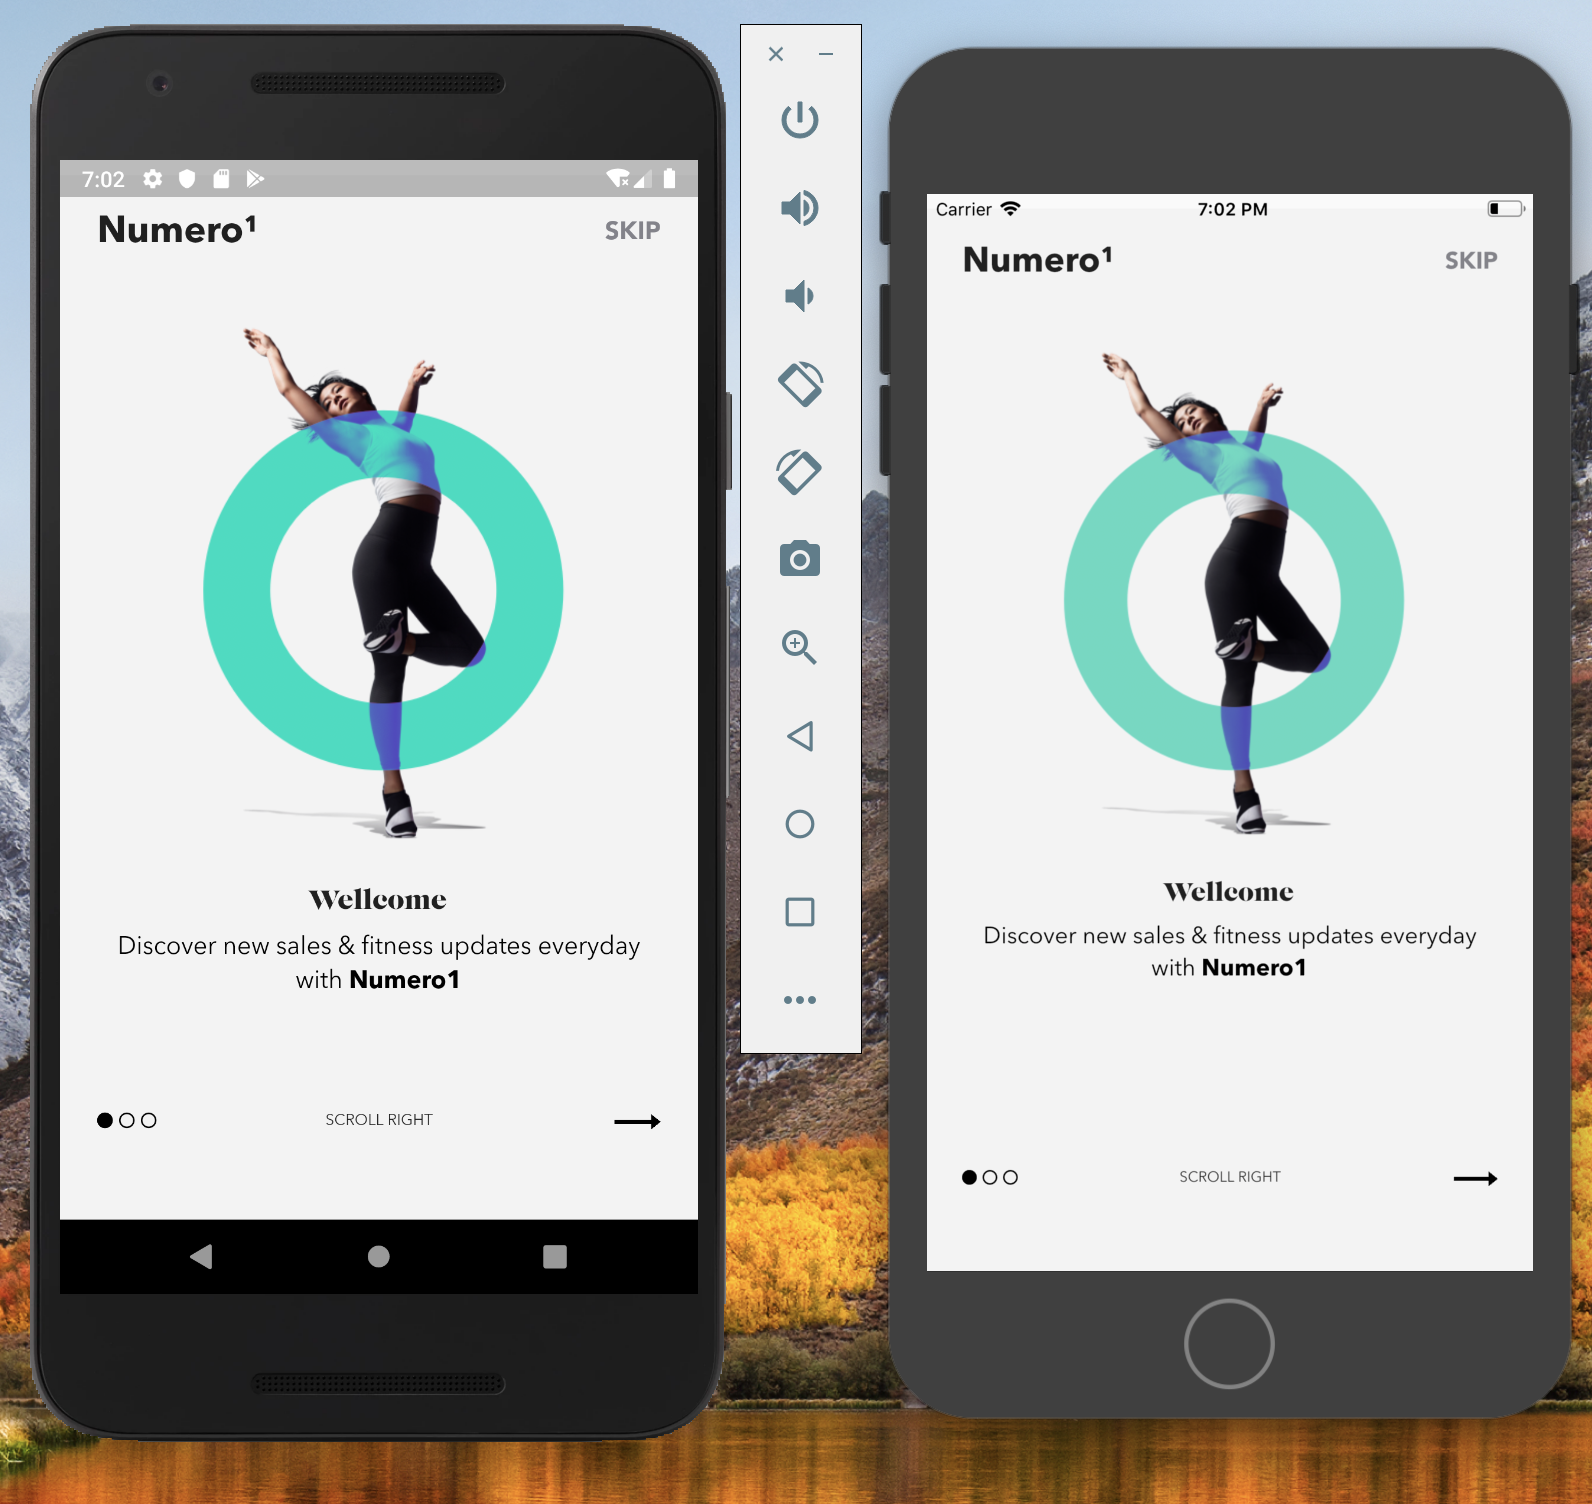 7:02
Numero¹
SKIP
Wellcome
Discover new sales & fitness updates everyday
with Numero1
SCROLL RIGHT
Carrier
7:02 PM
Numero¹
SKIP
Wellcome
Discover new sales & fitness updates everyday
with Numero1
SCROLL RIGHT